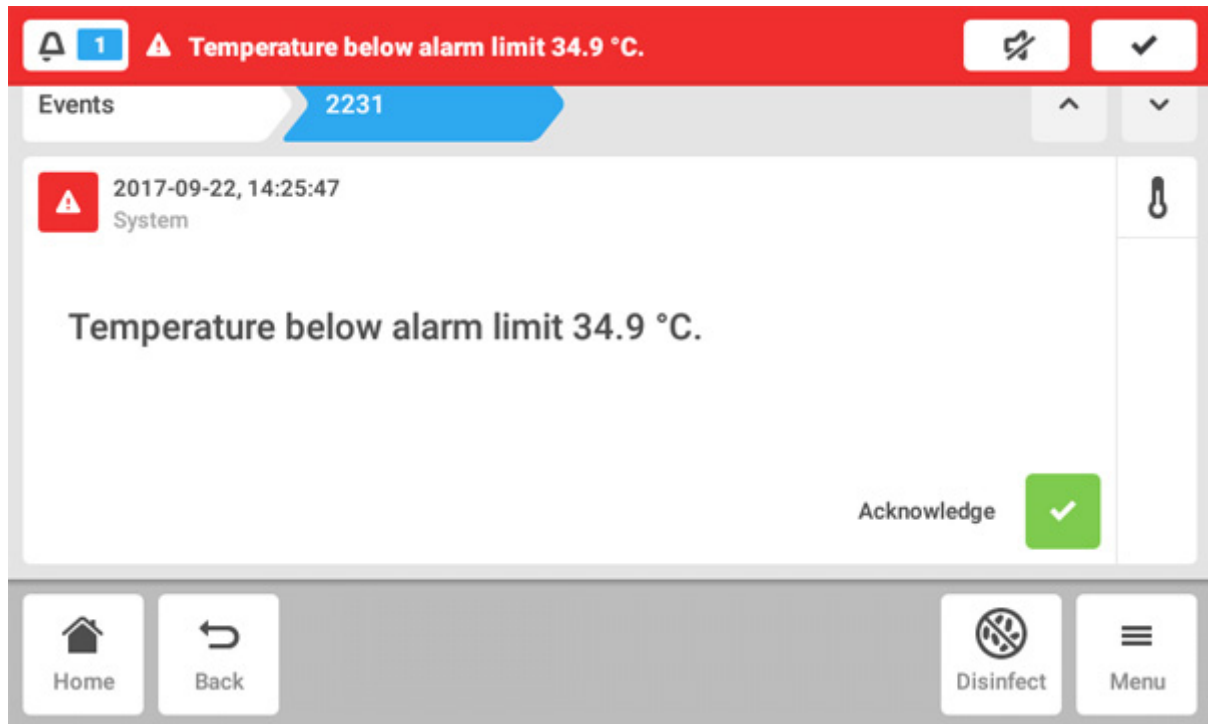 1 Temperature below alarm limit 34.9 °C.
Events 2231
2017-09-22, 14:25:47
System
Temperature below alarm limit 34.9 °C.
Acknowledge
Home Back Disinfect Menu